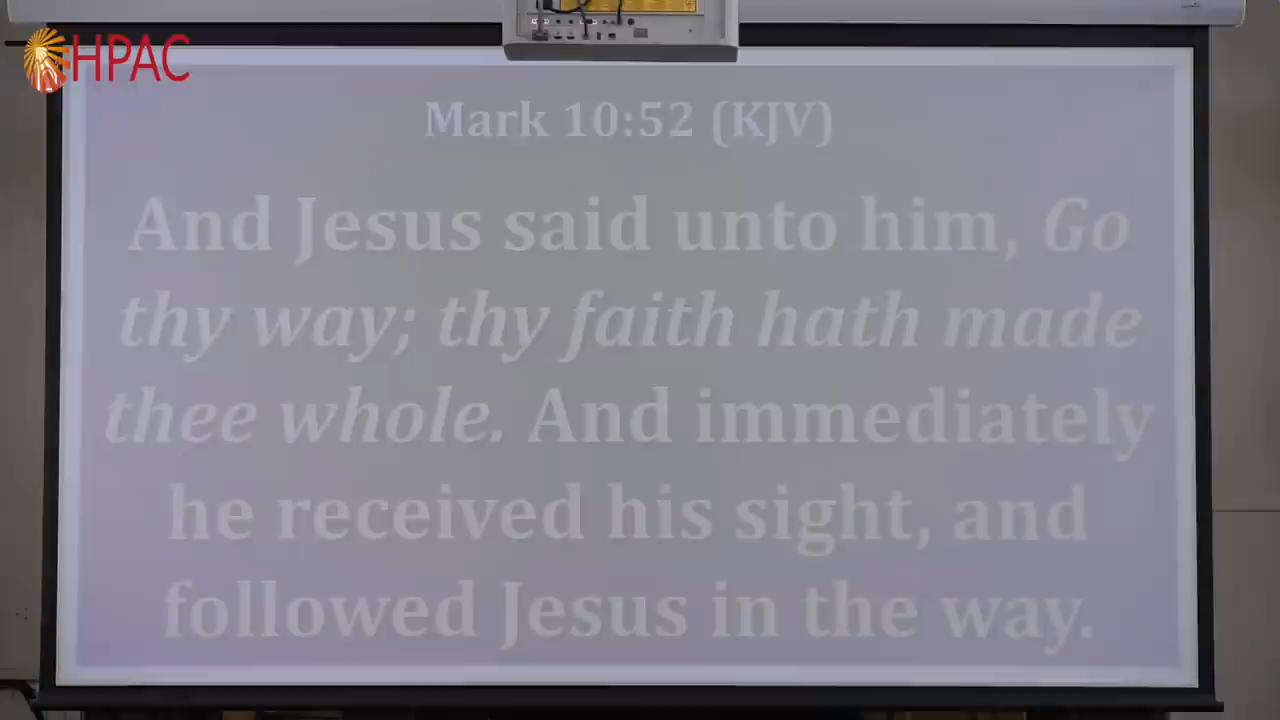 HPAC
Mark 10:52 (KJV)
And Jesus said unto him, Go
thy way; thy faith hath made
thee whole. And immediately
he received his sight, and
followed Jesus in the way.